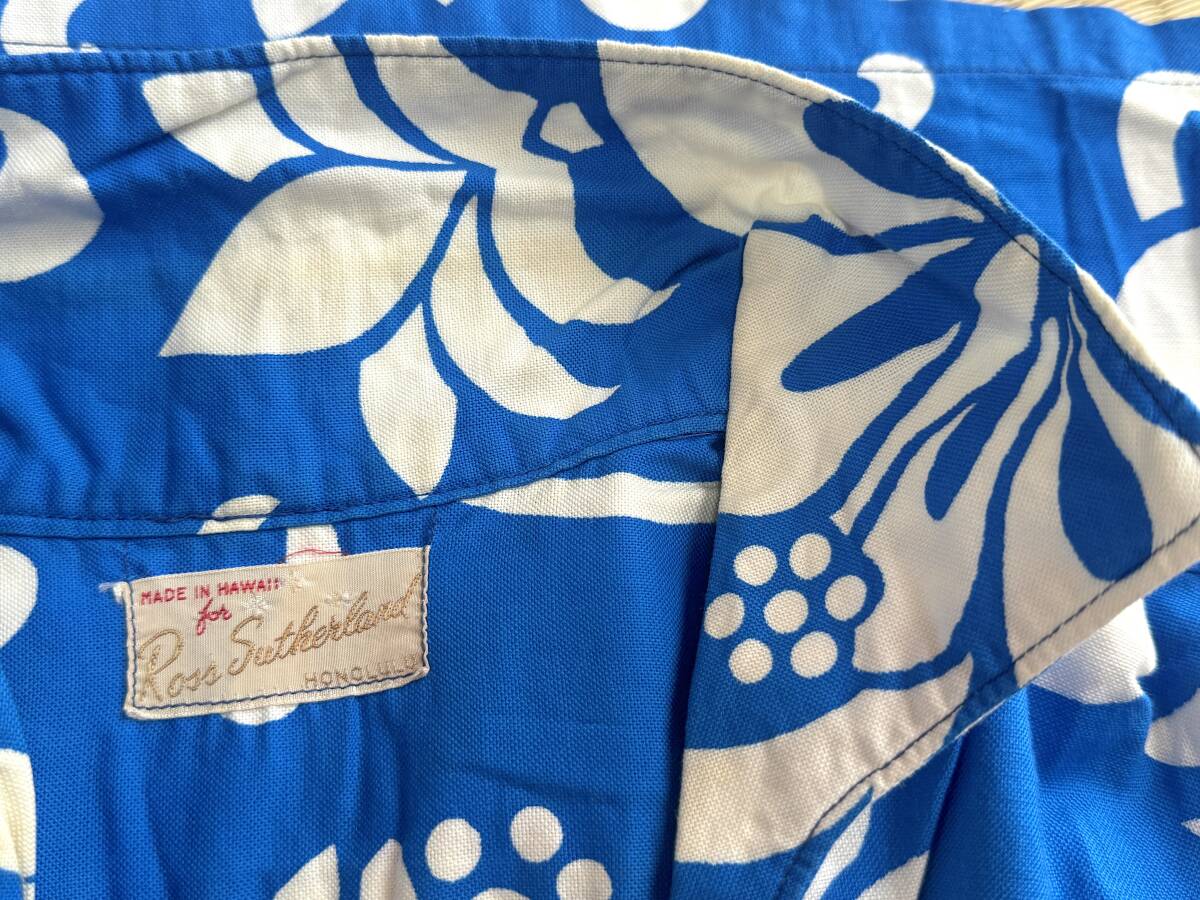 MADE IN HAWAII
for
Ross Sutherland
HONOLULU